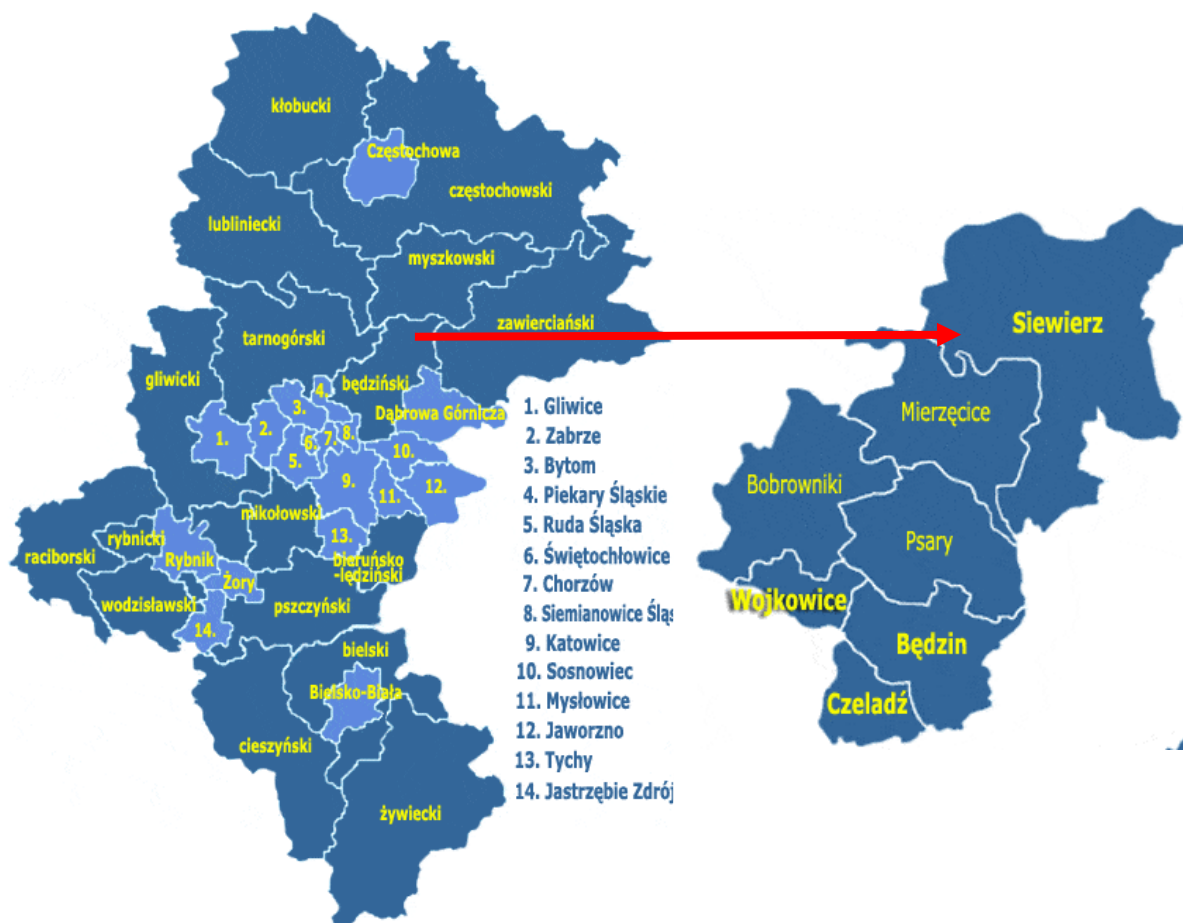 kłobucki
Częstochowa
częstochowski
lubliniecki
myszkowski
zawierciański
tarnogórski
gliwicki
będziński
Dąbrowa Górnicza
1.
2.
3.
4.
5.
6.
7.
8.
9.
10.
11.
12.
13.
mikołowski
rybnicki
Rybnik
raciborski
bieruńsko
-lędziński
Żory
wodzisławski
pszczyński
14.
bielski
Bielsko-Biała
cieszyński
żywiecki
1. Gliwice
2. Zabrze
3. Bytom
4. Piekary Śląskie
5. Ruda Śląska
6. Świętochłowice
7. Chorzów
8. Siemianowice Śląs
9. Katowice
10. Sosnowiec
11. Mysłowice
12. Jaworzno
13. Tychy
14. Jastrzębie Zdrój
Siewierz
Mierzęcice
Bobrowniki
Psary
Wojkowice
Będzin
Czeladź